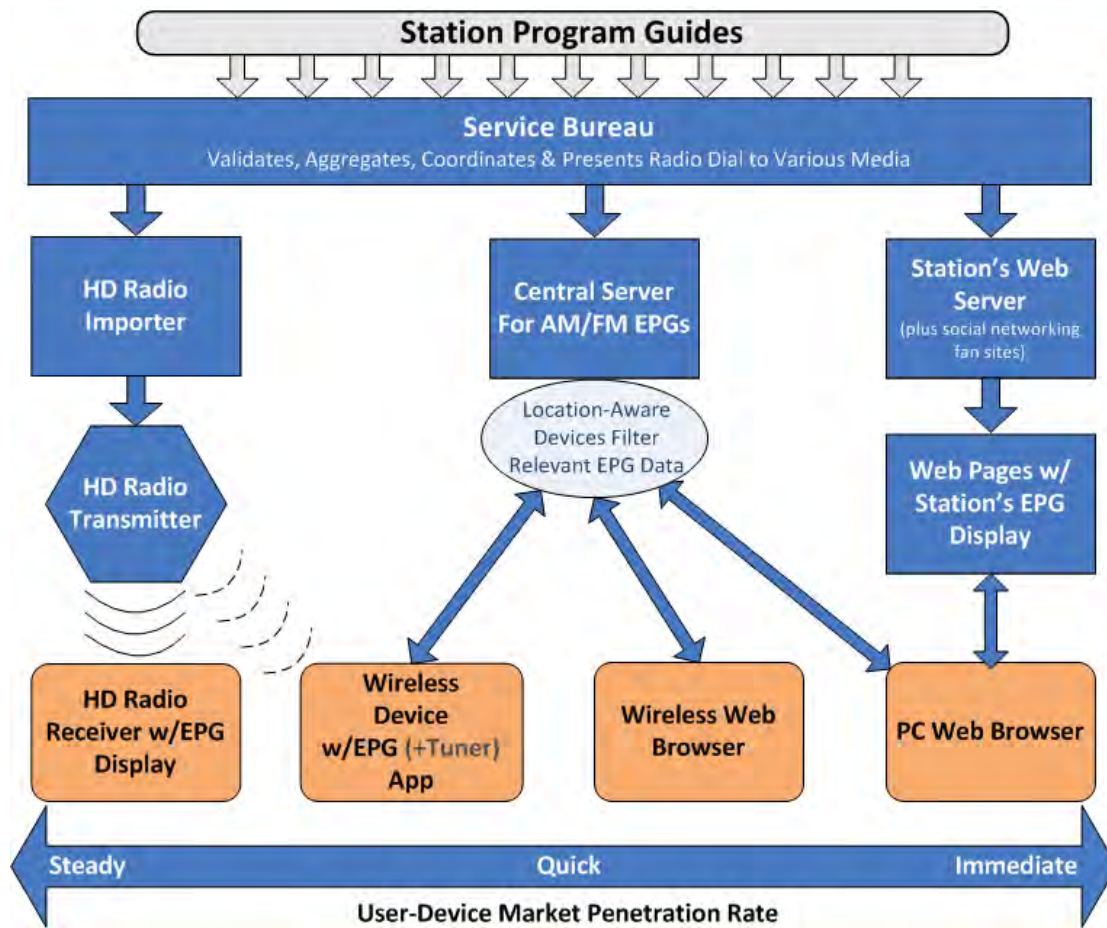 Station Program Guides
Service Bureau
Validates, Aggregates, Coordinates & Presents Radio Dial to Various Media
HD Radio
Importer
Central Server
For AM/FM EPGs
Station's Web
Server
(plus social networking
fan sites)
Location-Aware
Devices Filter
Relevant EPG Data
HD Radio
Transmitter
Web Pages w/
Station's EPG
Display
HD Radio
Receiver w/EPG
Display
Wireless
Device
w/EPG (+Tuner)
App
Wireless Web
Browser
PC Web Browser
Steady
Quick
Immediate
User-Device Market Penetration Rate